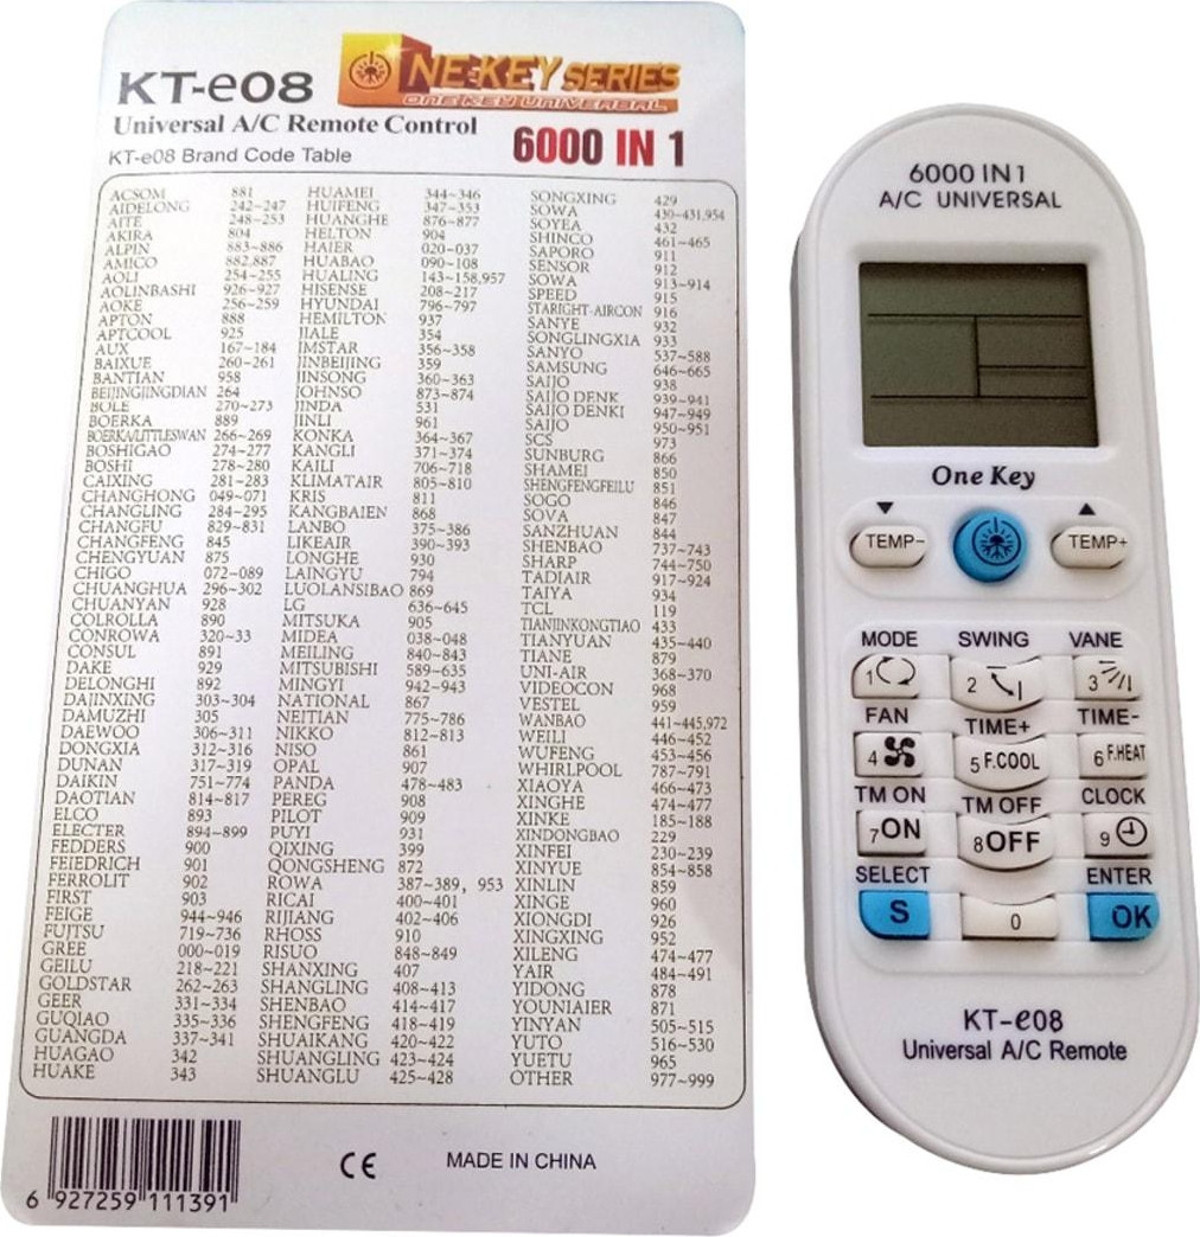 KT-e08
ONE KEY SERIES
ONE KEY UNIVERSAL
Universal A/C Remote Control
6000 IN 1
KT-e08 Brand Code Table
ACSOM 881
AIDELONG 242~247
AITE 248~253
AKIRA 804
ALPIN 883~886
AMICO 882,887
AOLI 254~255
AOLINBASHI 926~927
AOKE 256~259
APTON 888
APTCOOL 925
AUX 167~184
BAIXUE 260~261
BANTIAN 958
BEIJINGJINGDIAN 264
BOLE 270~273
BOERKA 889
BOERKA/LITTLESWAN 266~269
BOSHIGAO 274~277
BOSHI 278~280
CAIXING 281~283
CHANGHONG 049~071
CHANGLING 284~295
CHANGFU 829~831
CHANGFENG 845
CHENGYUAN 875
CHIGO 072~089
CHUANGHUA 296~302
CHUANYAN 928
COLROLLA 890
CONROWA 320~33
CONSUL 891
DAKE 929
DELONGHI 892
DAJINXING 303~304
DAMUZHI 305
DAEWOO 306~311
DONGXIA 312~316
DUNAN 317~319
DAIKIN 751~774
DAOTIAN 814~817
ELCO 893
ELECTER 894~899
FEDDERS 900
FEIEDRICH 901
FERROLIT 902
FIRST 903
FEIGE 944~946
FUJTSU 719~736
GREE 000~019
GEILU 218~221
GOLDSTAR 262~263
GEER 331~334
GUQIAO 335~336
GUANGDA 337~341
HUAGAO 342
HUAKE 343
HUAMEI 344~346
HUIFENG 347~353
HUANGHE 876~877
HELTON 904
HAIER 020~037
HUABAO 090~108
HUALING 143~158,957
HISENSE 208~217
HYUNDAI 796~797
HEMILTON 937
JIALE 354
JMSTAR 356~358
JINBEIJING 359
JINSONG 360~363
JOHNSO 873~874
JINDA 531
JINLI 961
KONKA 364~367
KANGLI 371~374
KAILI 706~718
KLIMATAIR 805~810
KRIS 811
KANGBAIEN 868
LANBO 375~386
LIKEAIR 390~393
LONGHE 930
LAINGYU 794
LUOLANSIBAO 869
LG 636~645
MITSUKA 905
MIDEA 038~048
MEILING 840~843
MITSUBISHI 589~635
MINGYI 942~943
NATIONAL 867
NEITIAN 775~786
NIKKO 812~813
NISO 861
OPAL 907
PANDA 478~483
PEREG 908
PILOT 909
PUYI 931
QIXING 399
QONGSHENG 872
ROWA 387~389, 953
RICAI 400~401
RIJIANG 402~406
RHOSS 910
RISUO 848~849
SHANXING 407
SHANGLING 408~413
SHENBAO 414~417
SHENGFENG 418~419
SHUAIKANG 420~422
SHUANGLING 423~424
SHUANGLU 425~428
SONGXING 429
SOWA 430~431,954
SOYEA 432
SHINCO 461~465
SAPORO 911
SENSOR 912
SOWA 913~914
SPEED 915
STARIGHT-AIRCON 916
SANYE 932
SONGLINGXIA 933
SANYO 537~588
SAMSUNG 646~665
SAIJO 938
SAIJO DENK 939~941
SAIJO DENKI 947~949
SAIJO 950~951
SCS 973
SUNBURG 866
SHAMEI 850
SHENGFENGFEILU 851
SOGO 846
SOVA 847
SANZHUAN 844
SHENBAO 737~743
SHARP 744~750
TADIAIR 917~924
TAIYA 934
TCL 119
TIANJINKONGTIAO 433
TIANYUAN 435~440
TIANE 879
UNI-AIR 368~370
VIDEOCON 968
VESTEL 959
WANBAO 441~445,972
WEILI 446~452
WUFENG 453~456
WHIRLPOOL 787~791
XIAOYA 466~473
XINGHE 474~477
XINKE 185~188
XINDONGBAO 229
XINFEI 230~239
XINYUE 854~858
XINLIN 859
XINGE 960
XIONGDI 926
XINGXING 952
XILENG 474~477
YAIR 484~491
YIDONG 878
YOUNIAIER 871
YINYAN 505~515
YUTO 516~530
YUETU 965
OTHER 977~999
6 927259 111391
CE
MADE IN CHINA
6000 IN 1
A/C UNIVERSAL
One Key
TEMP-
TEMP+
MODE SWING VANE
1 2 3
FAN TIME+ TIME-
4 5 F.COOL 6 F.HEAT
TM ON TM OFF CLOCK
7 ON 8 OFF 9
SELECT ENTER
S 0 OK
KT-e08
Universal A/C Remote